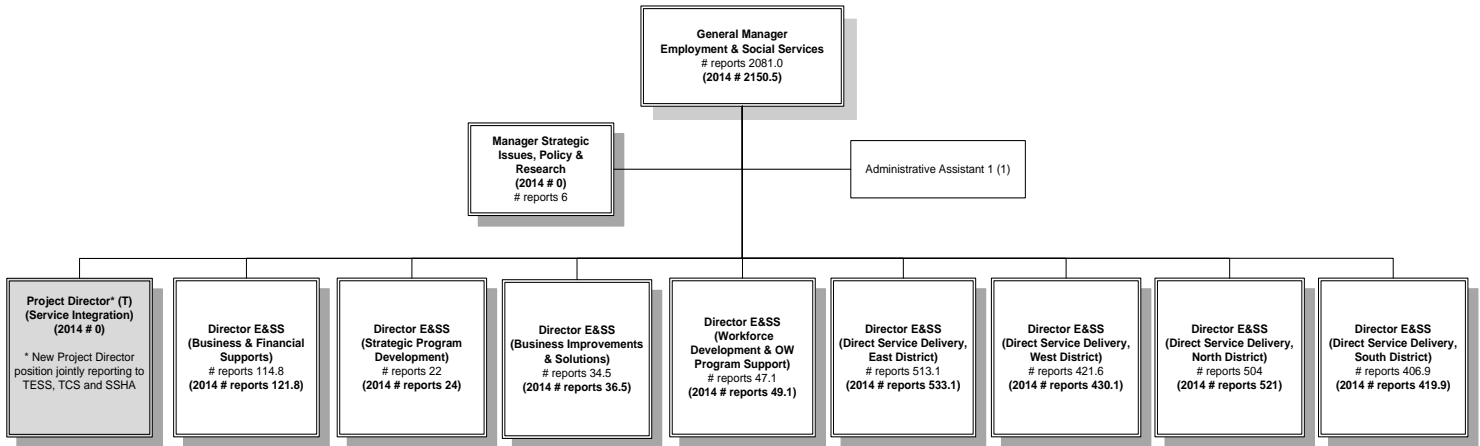 General Manager
Employment & Social Services
# reports 2081.0
(2014 # 2150.5)
Manager Strategic
Issues, Policy &
Research
(2014 # 0)
# reports 6
Administrative Assistant 1 (1)
Project Director* (T)
(Service Integration)
(2014 # 0)
* New Project Director
position jointly reporting to
TESS, TCS and SSHA
Director E&SS
(Business & Financial
Supports)
# reports 114.8
(2014 # reports 121.8)
Director E&SS
(Strategic Program
Development)
# reports 22
(2014 # reports 24)
Director E&SS
(Business Improvements
& Solutions)
# reports 34.5
(2014 # reports 36.5)
Director E&SS
(Workforce
Development & OW
Program Support)
# reports 47.1
(2014 # reports 49.1)
Director E&SS
(Direct Service Delivery,
East District)
# reports 513.1
(2014 # reports 533.1)
Director E&SS
(Direct Service Delivery,
West District)
# reports 421.6
(2014 # reports 430.1)
Director E&SS
(Direct Service Delivery,
North District)
# reports 504
(2014 # reports 521)
Director E&SS
(Direct Service Delivery,
South District)
# reports 406.9
(2014 # reports 419.9)